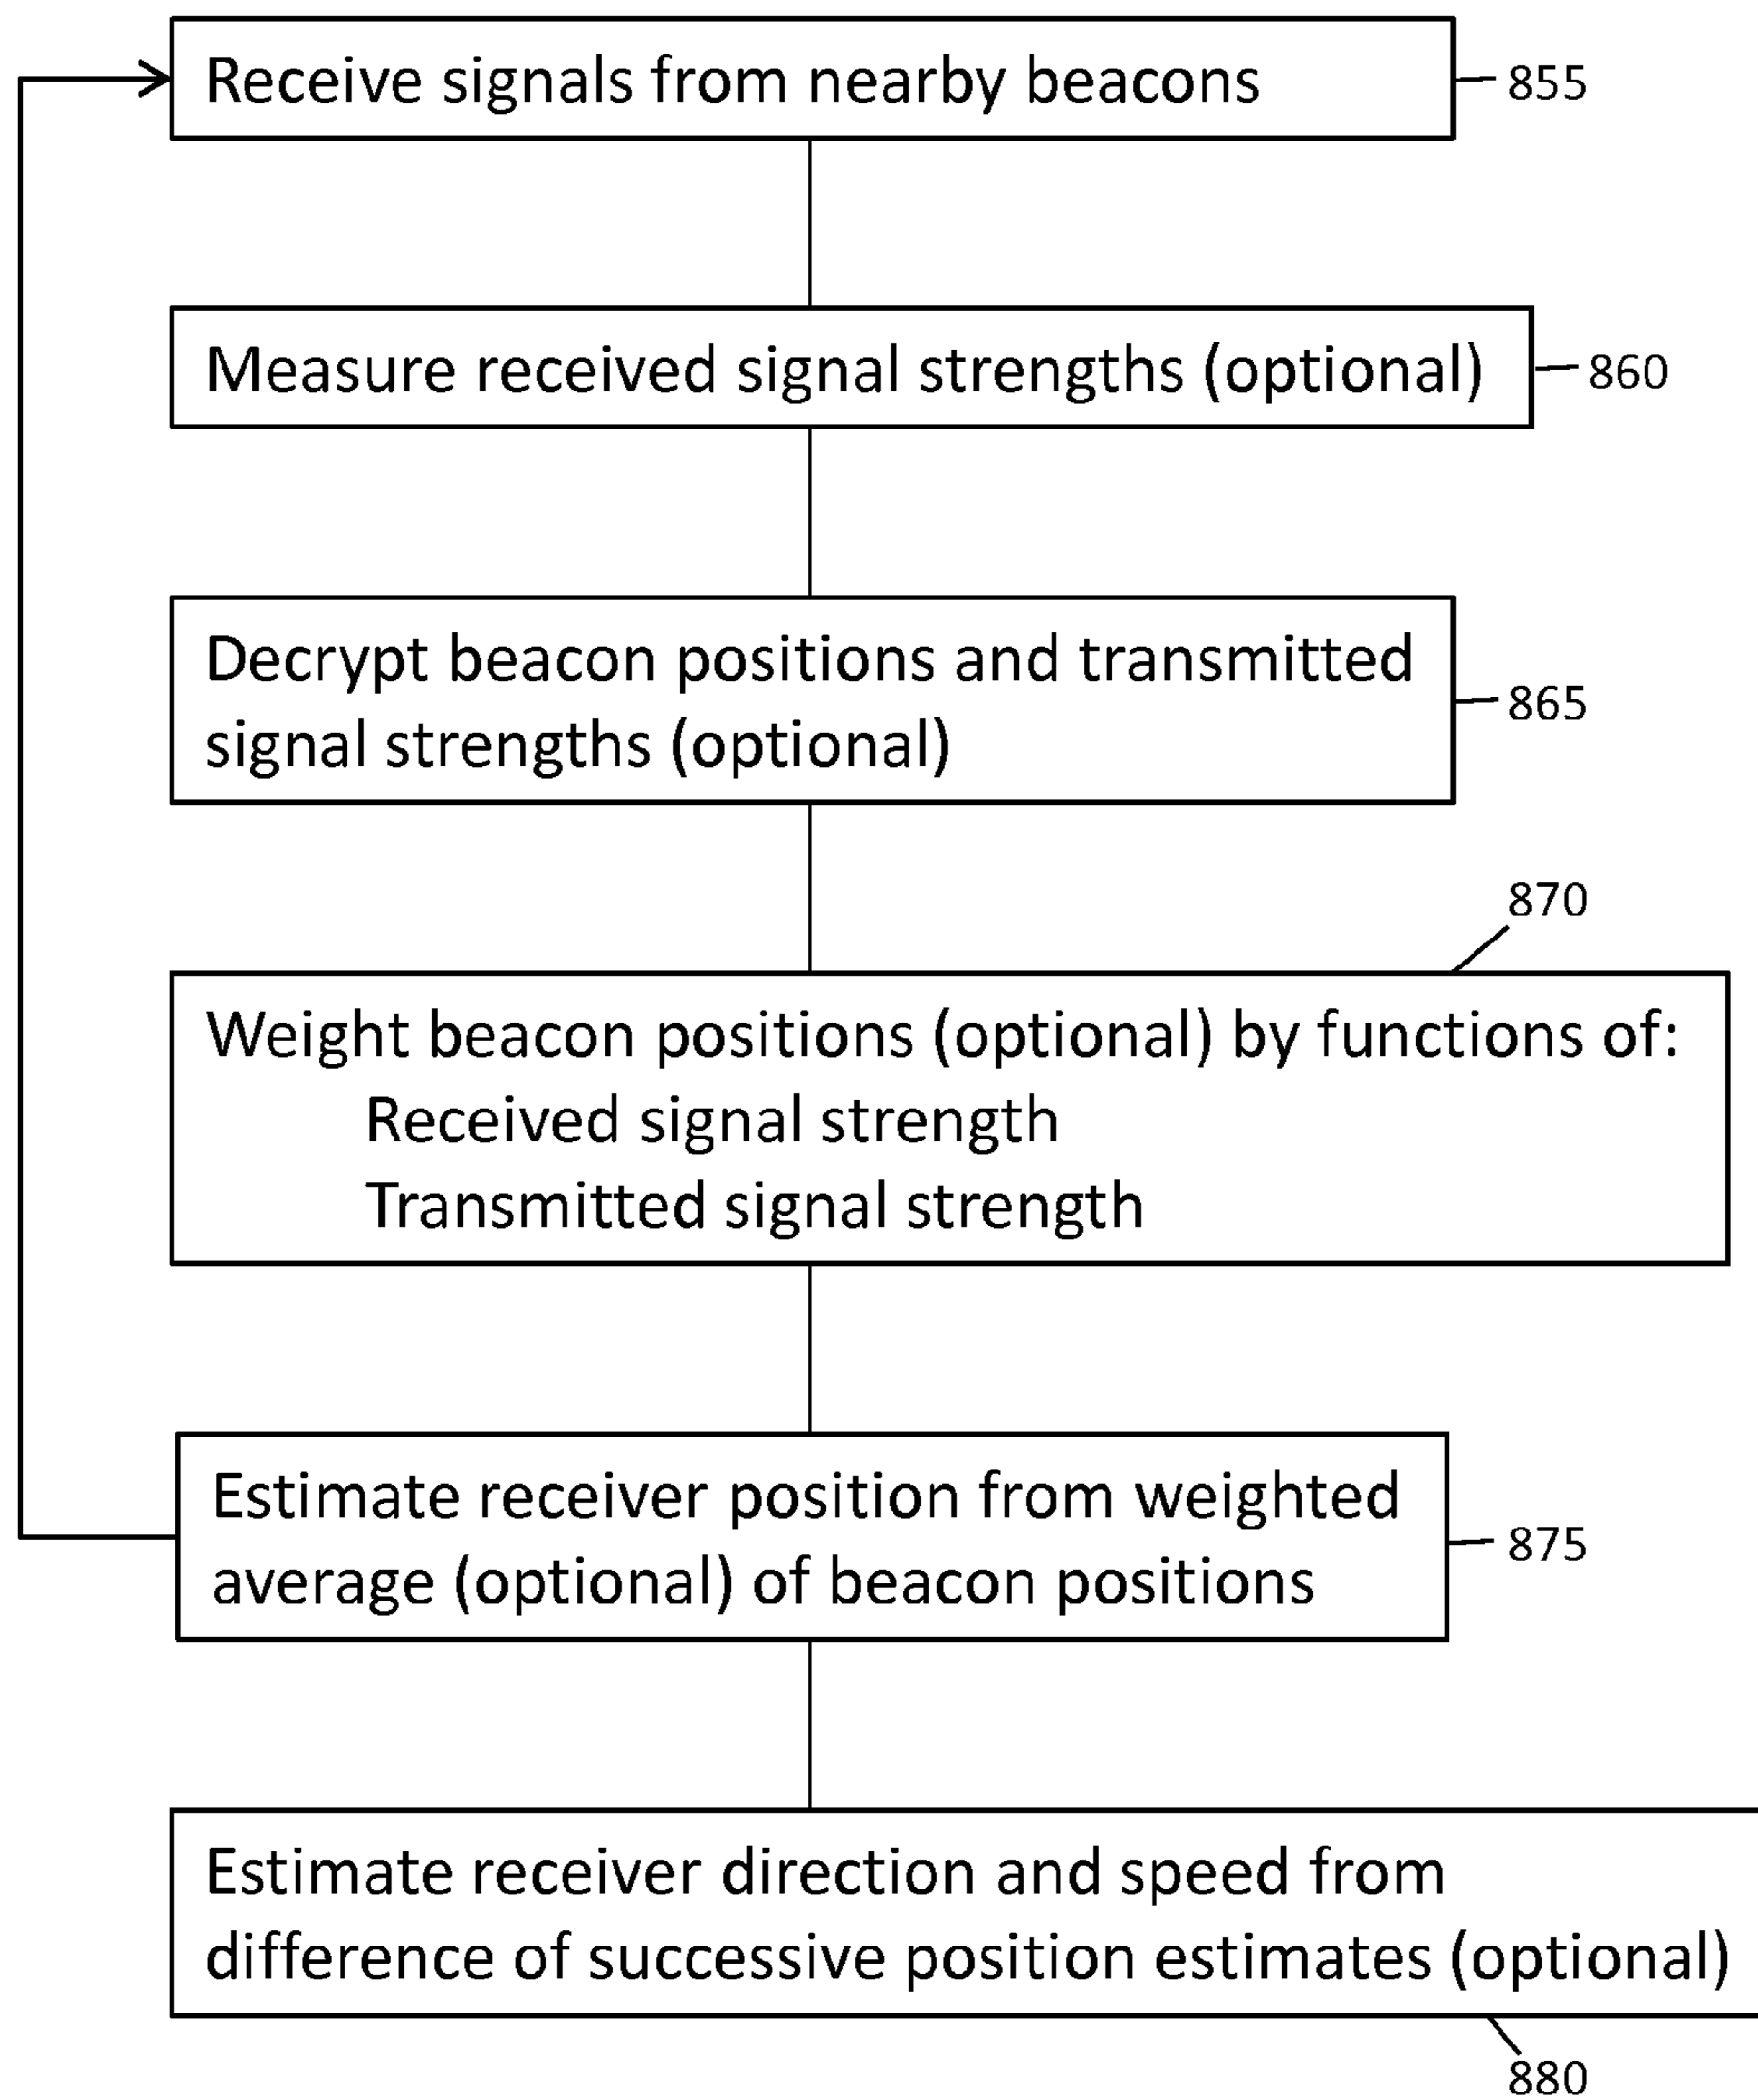 Receive signals from nearby beacons
855
Measure received signal strengths (optional)
860
Decrypt beacon positions and transmitted
signal strengths (optional)
865
870
Weight beacon positions (optional) by functions of:
Received signal strength
Transmitted signal strength
Estimate receiver position from weighted
average (optional) of beacon positions
875
Estimate receiver direction and speed from
difference of successive position estimates (optional)
880